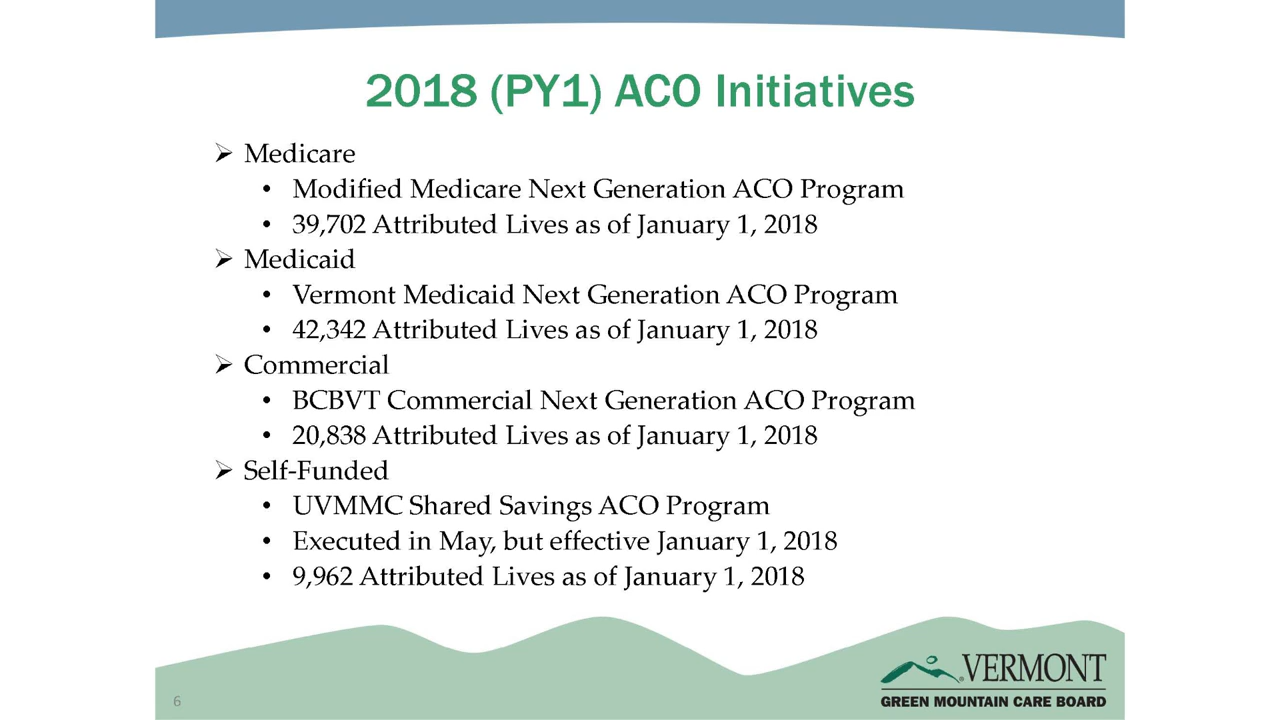 2018 (PY1) ACO Initiatives
➢ Medicare
• Modified Medicare Next Generation ACO Program
• 39,702 Attributed Lives as of January 1, 2018
➢ Medicaid
• Vermont Medicaid Next Generation ACO Program
• 42,342 Attributed Lives as of January 1, 2018
➢ Commercial
• BCBVT Commercial Next Generation ACO Program
• 20,838 Attributed Lives as of January 1, 2018
➢ Self-Funded
• UVMMC Shared Savings ACO Program
• Executed in May, but effective January 1, 2018
• 9,962 Attributed Lives as of January 1, 2018
6
VERMONT
GREEN MOUNTAIN CARE BOARD